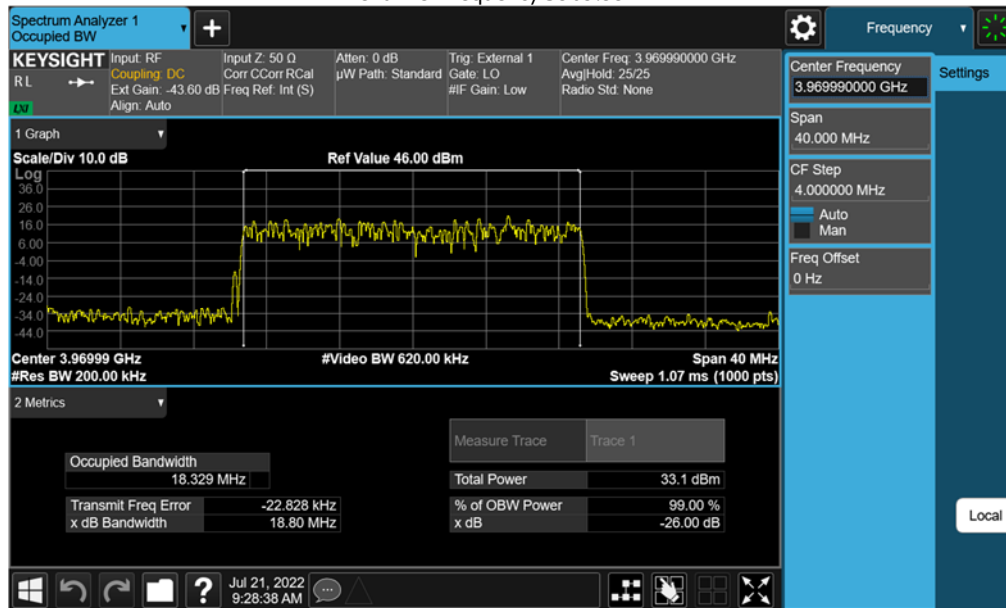 Spectrum Analyzer 1
Occupied BW
+
Frequency
KEYSIGHT
R L
LXI
Input: RF
Coupling: DC
Ext Gain: -43.60 dB
Align: Auto
Input Z: 50 Ω
Corr CCorr RCal
Freq Ref: Int (S)
Atten: 0 dB
µW Path: Standard
Trig: External 1
Gate: LO
#IF Gain: Low
Center Freq: 3.969990000 GHz
Avg|Hold: 25/25
Radio Std: None
Center Frequency
3.969990000 GHz
Settings
Span
40.000 MHz
CF Step
4.000000 MHz
Auto
Man
Freq Offset
0 Hz
1 Graph
Scale/Div 10.0 dB
Ref Value 46.00 dBm
Log
36.0
26.0
16.0
6.00
-4.00
-14.0
-24.0
-34.0
-44.0
Center 3.96999 GHz
#Video BW 620.00 kHz
Span 40 MHz
#Res BW 200.00 kHz
Sweep 1.07 ms (1000 pts)
2 Metrics
Measure Trace
Trace 1
Occupied Bandwidth
18.329 MHz
Total Power 33.1 dBm
Transmit Freq Error -22.828 kHz
% of OBW Power 99.00 %
x dB Bandwidth 18.80 MHz
x dB -26.00 dB
Local
?
Jul 21, 2022
9:28:38 AM